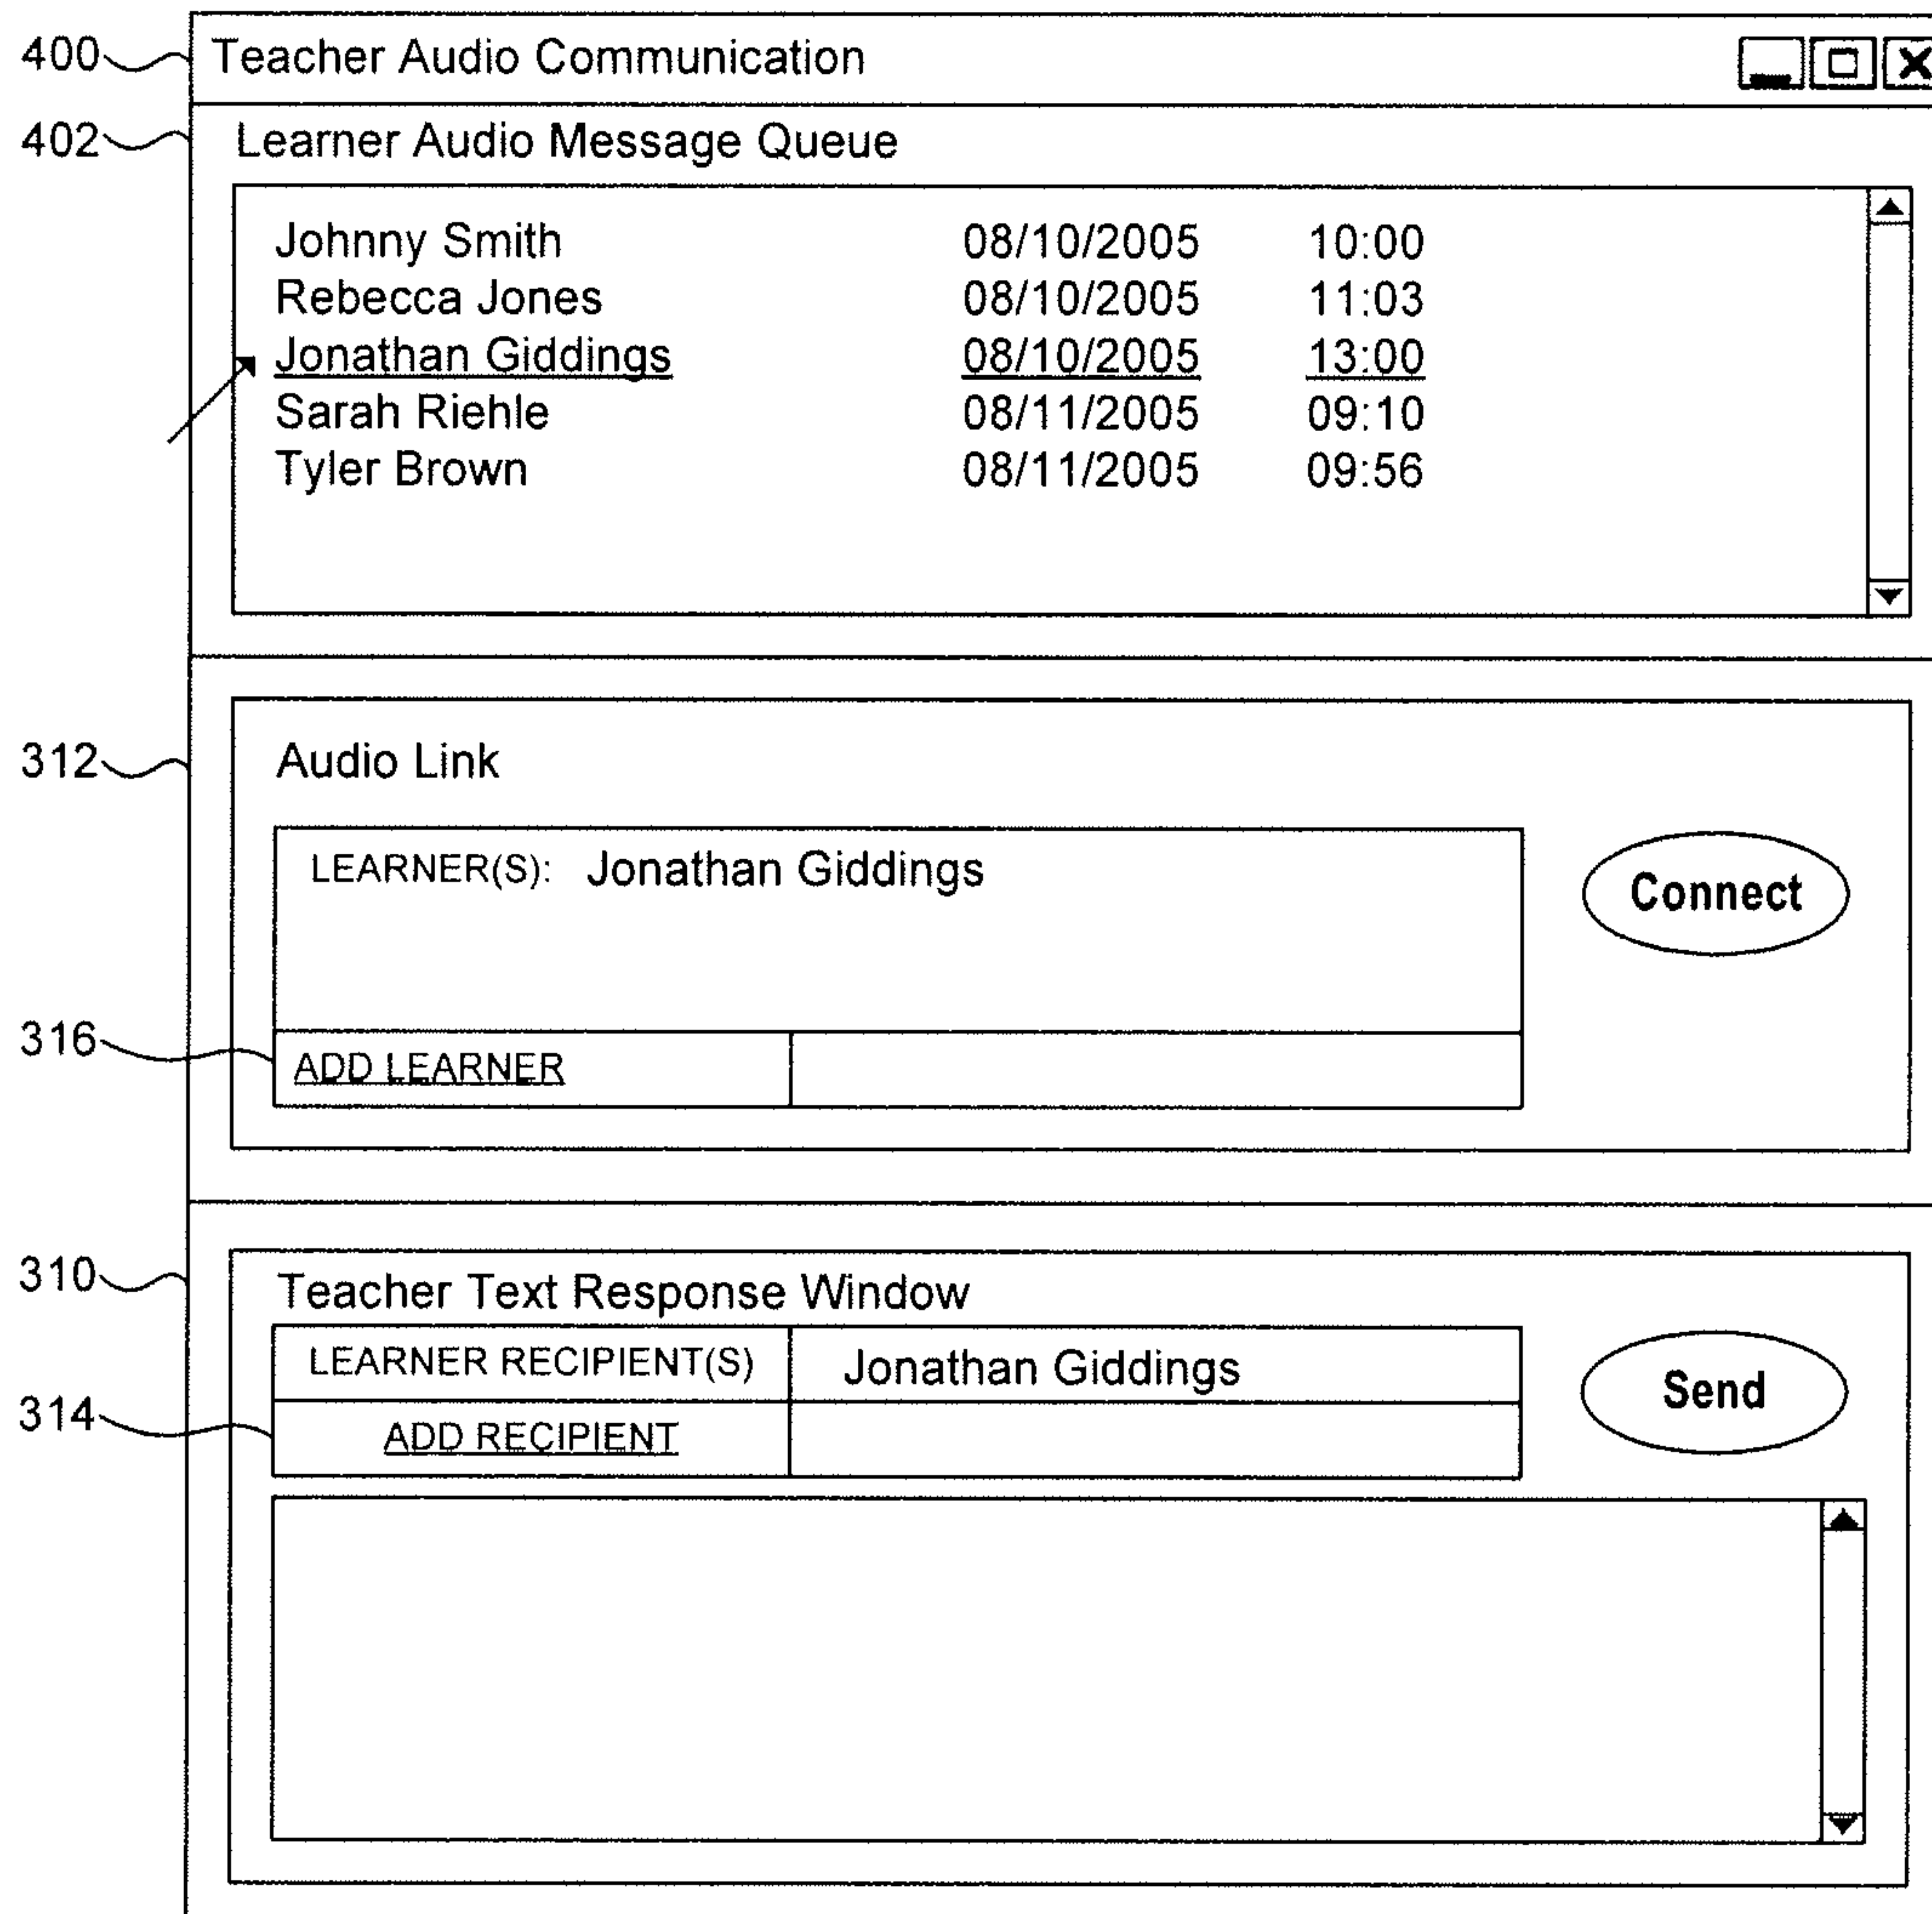 400 Teacher Audio Communication
402 Learner Audio Message Queue
Johnny Smith 08/10/2005 10:00
Rebecca Jones 08/10/2005 11:03
Jonathan Giddings 08/10/2005 13:00
Sarah Riehle 08/11/2005 09:10
Tyler Brown 08/11/2005 09:56
312 Audio Link
LEARNER(S): Jonathan Giddings
Connect
316 ADD LEARNER
310 Teacher Text Response Window
LEARNER RECIPIENT(S) Jonathan Giddings
Send
314 ADD RECIPIENT